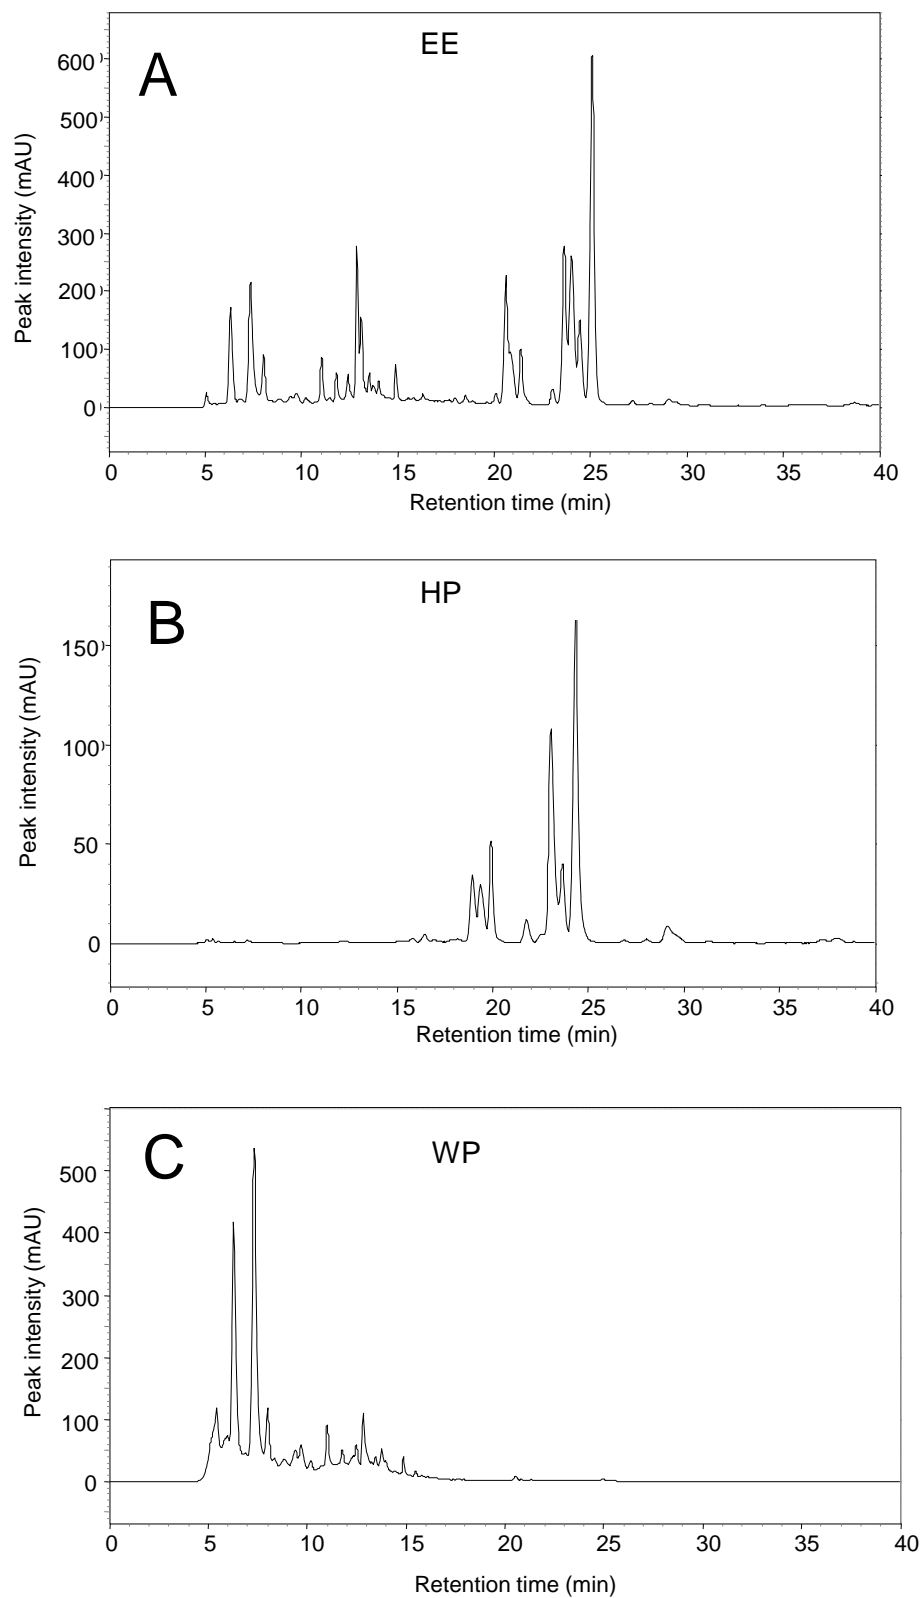 EE
A
Peak intensity (mAU)
600
500
400
300
200
100
0
0 5 10 15 20 25 30 35 40
Retention time (min)
HP
B
Peak intensity (mAU)
150
100
50
0
0 5 10 15 20 25 30 35 40
Retention time (min)
WP
C
Peak intensity (mAU)
500
400
300
200
100
0
0 5 10 15 20 25 30 35 40
Retention time (min)